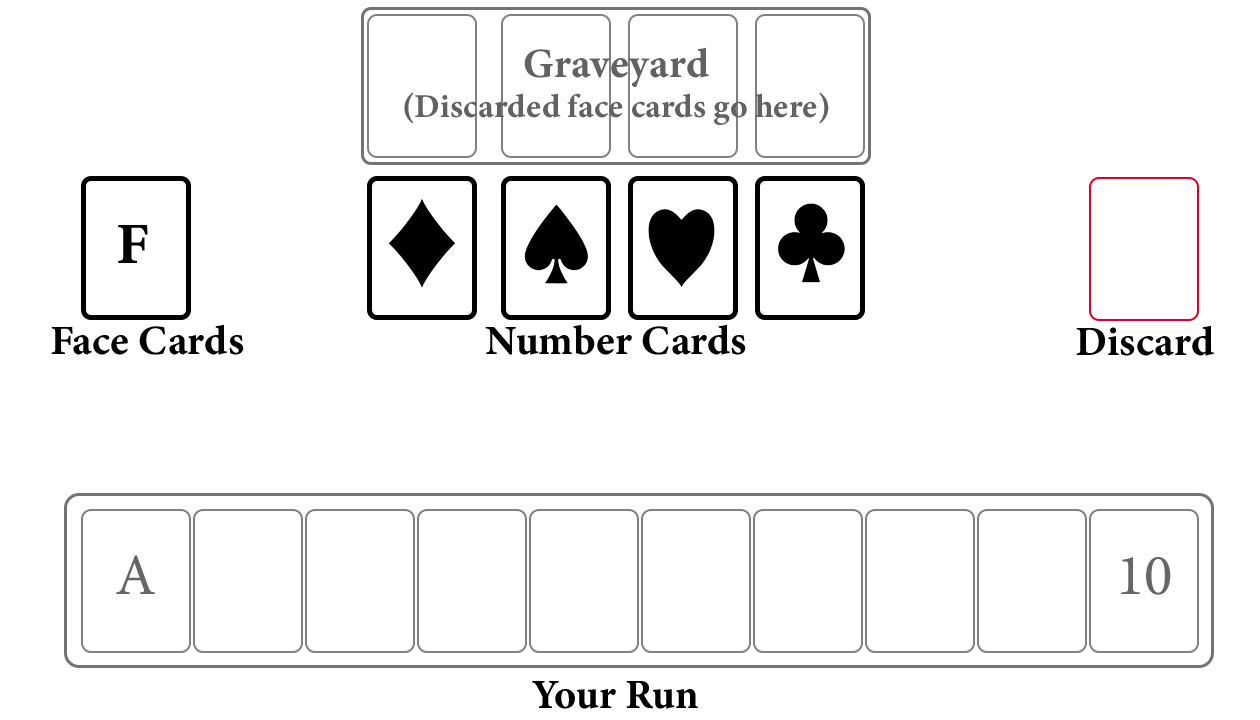 Graveyard
(Discarded face cards go here)
F
Face Cards
Number Cards
Discard
A
10
Your Run